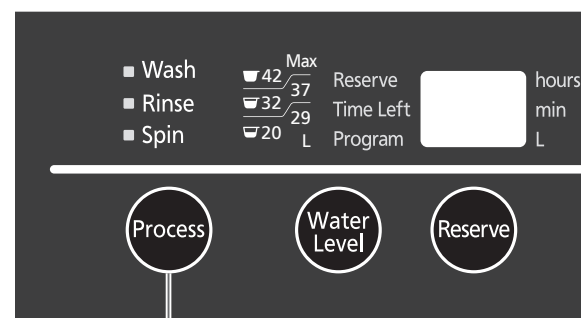 Wash
Rinse
Spin
Max
42
37
32
29
20
L
Reserve
Time Left
Program
hours
min
L
Process
Water
Level
Reserve